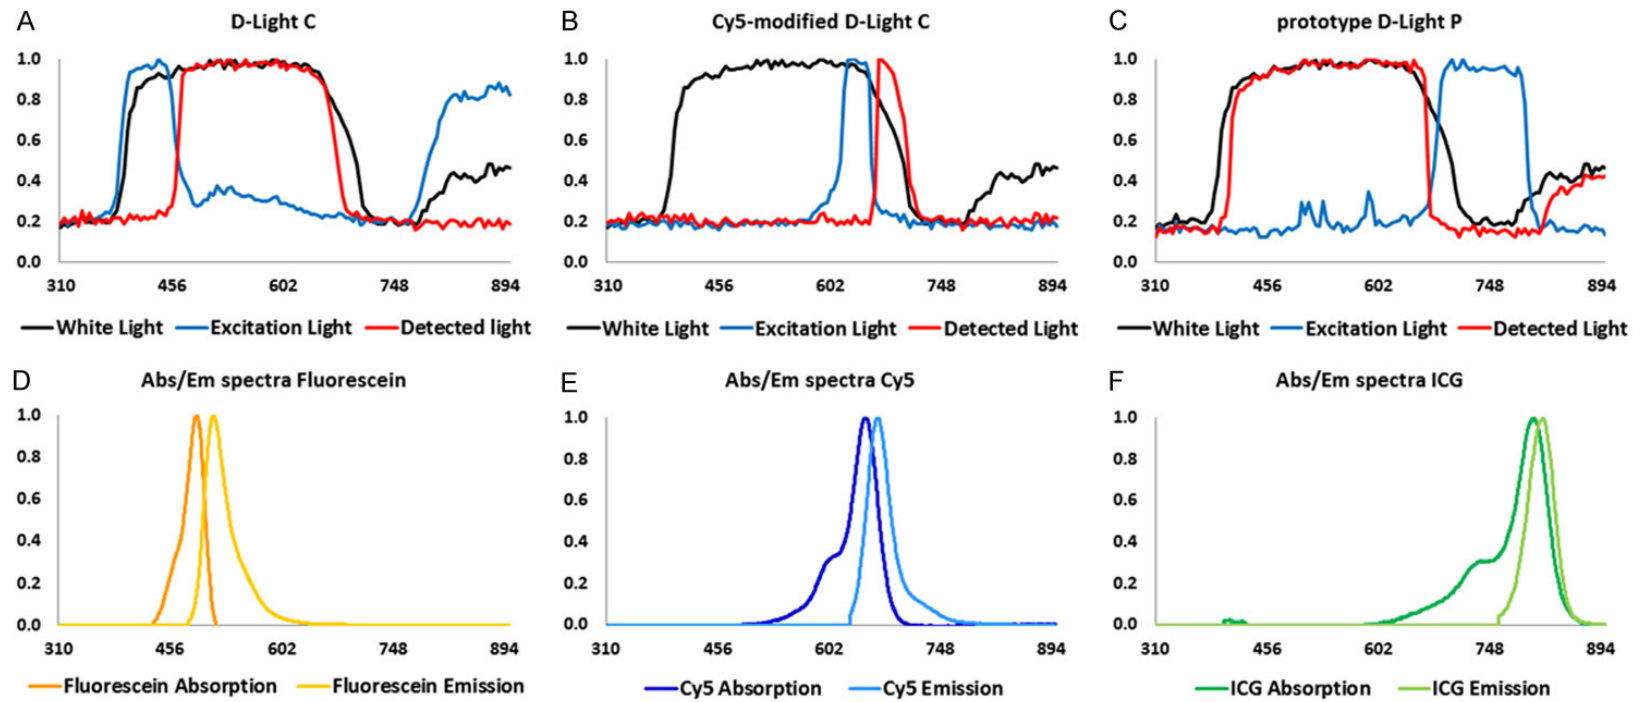 A
D-Light C
1.0
0.8
0.6
0.4
0.2
0.0
310 456 602 748 894
White Light Excitation Light Detected light
B
Cy5-modified D-Light C
1.0
0.8
0.6
0.4
0.2
0.0
310 456 602 748 894
White Light Excitation Light Detected Light
C
prototype D-Light P
1.0
0.8
0.6
0.4
0.2
0.0
310 456 602 748 894
White Light Excitation Light Detected Light
D
Abs/Em spectra Fluorescein
1.0
0.8
0.6
0.4
0.2
0.0
310 456 602 748 894
Fluorescein Absorption Fluorescein Emission
E
Abs/Em spectra Cy5
1.0
0.8
0.6
0.4
0.2
0.0
310 456 602 748 894
Cy5 Absorption Cy5 Emission
F
Abs/Em spectra ICG
1.0
0.8
0.6
0.4
0.2
0.0
310 456 602 748 894
ICG Absorption ICG Emission